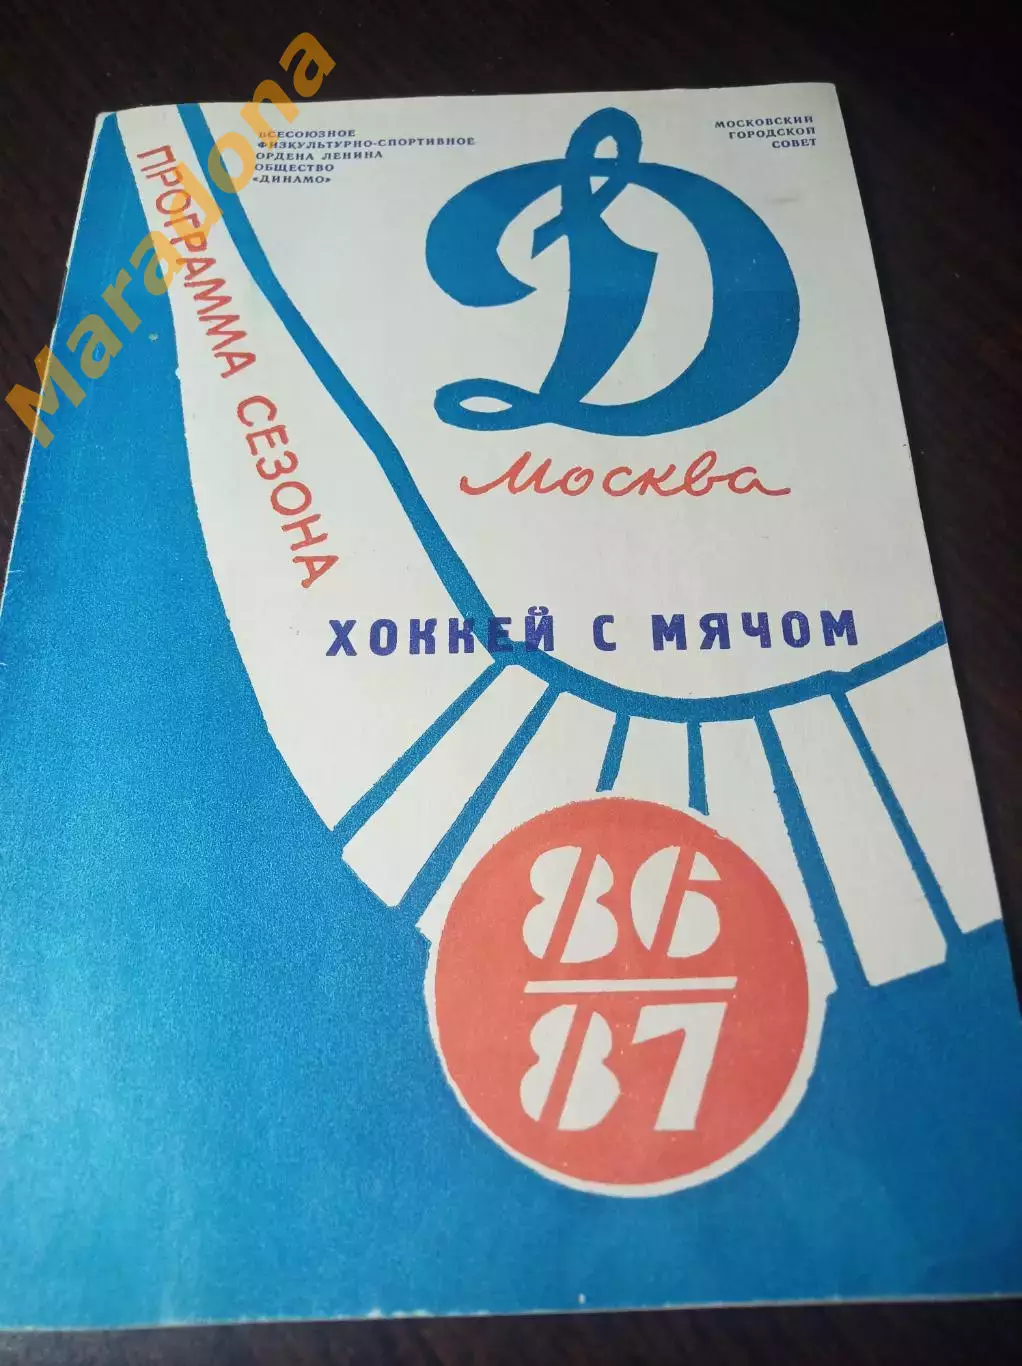 ВСЕСОЮЗНОЕ
ФИЗКУЛЬТУРНО-СПОРТИВНОЕ
ОРДЕНА ЛЕНИНА
ОБЩЕСТВО
«ДИНАМО»
МОСКОВСКИЙ
ГОРОДСКОЙ
СОВЕТ
ПРОГРАММА СЕЗОНА
Д
Москва
ХОККЕЙ С МЯЧОМ
86
87
Maradona